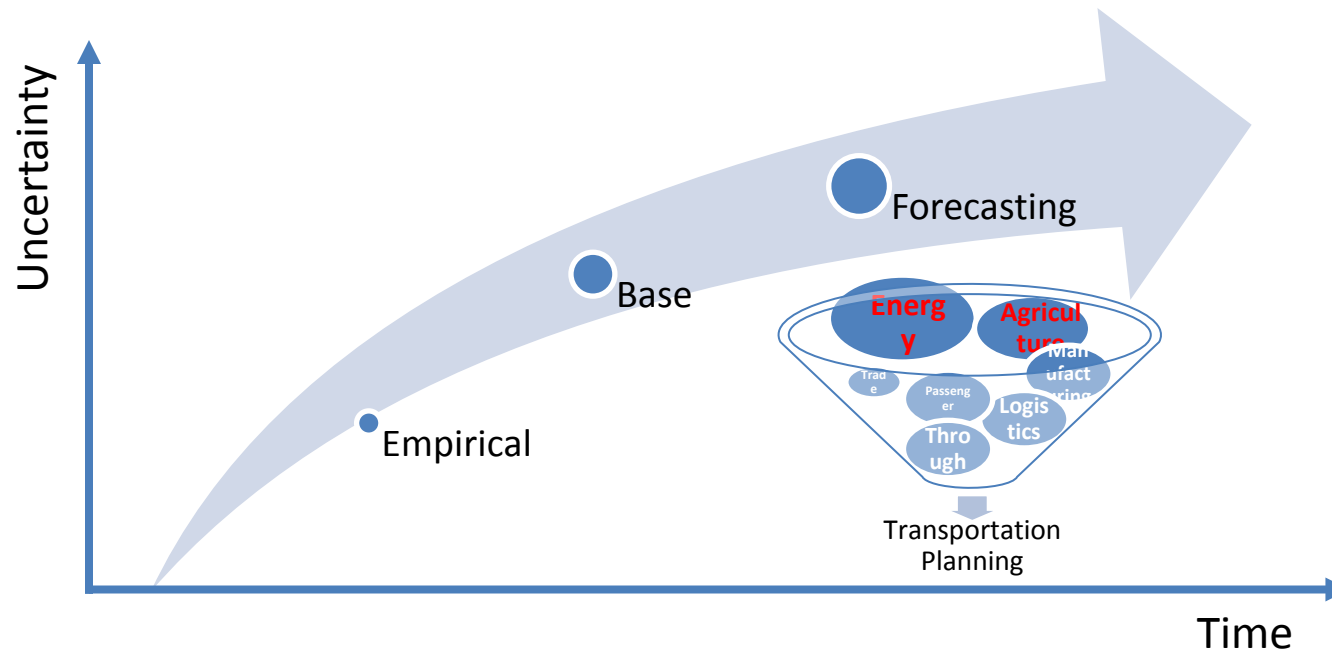 Uncertainty
Forecasting
Base
Empirical
Energ
y
Agricul
ture
Man
ufact
uring
Trad
e
Passeng
er
Logis
tics
Thro
ugh
Transportation
Planning
Time